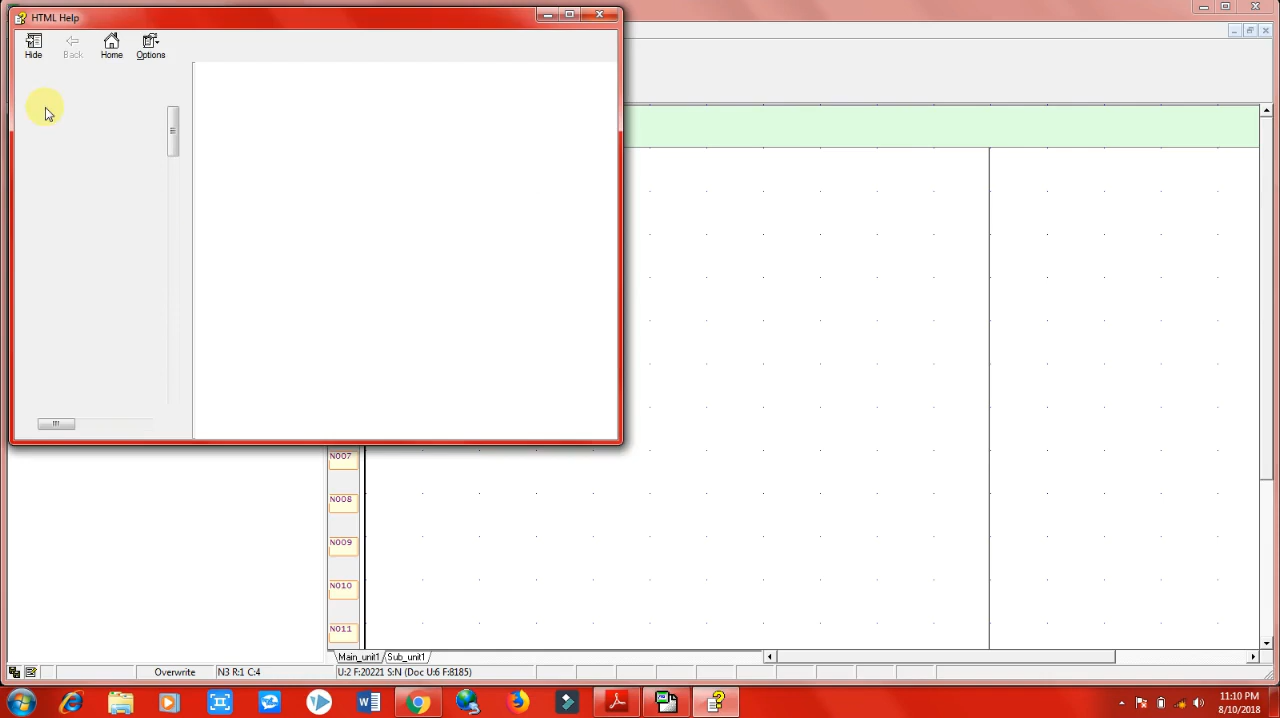 HTML Help
Hide Back Home Options
N007
N008
N009
N010
N011
Main_unit1 Sub_unit1
Overwrite N3 R:1 C:4 U:2 F:20221 S:N (Doc U:6 F:8185)
11:10 PM
8/10/2018